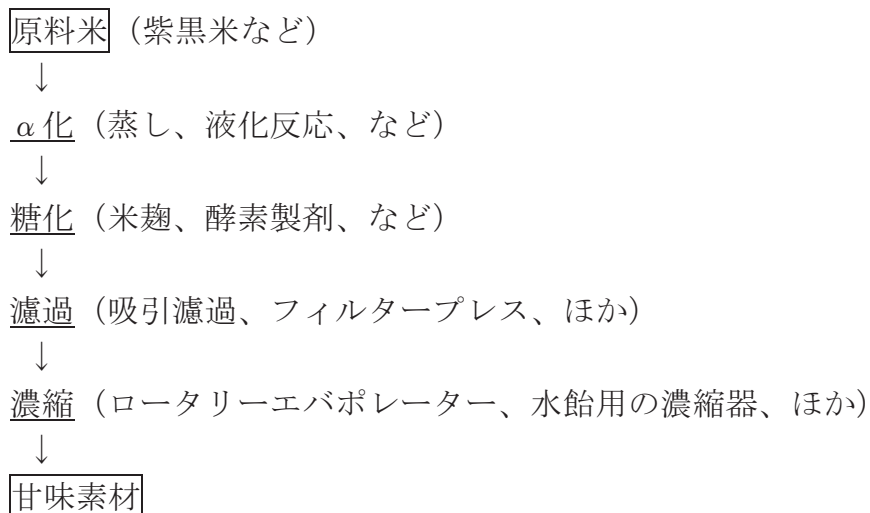 原料米（紫黒米など）
↓
α化（蒸し、液化反応、など）
↓
糖化（米麹、酵素製剤、など）
↓
濾過（吸引濾過、フィルタープレス、ほか）
↓
濃縮（ロータリーエバポレーター、水飴用の濃縮器、ほか）
↓
甘味素材